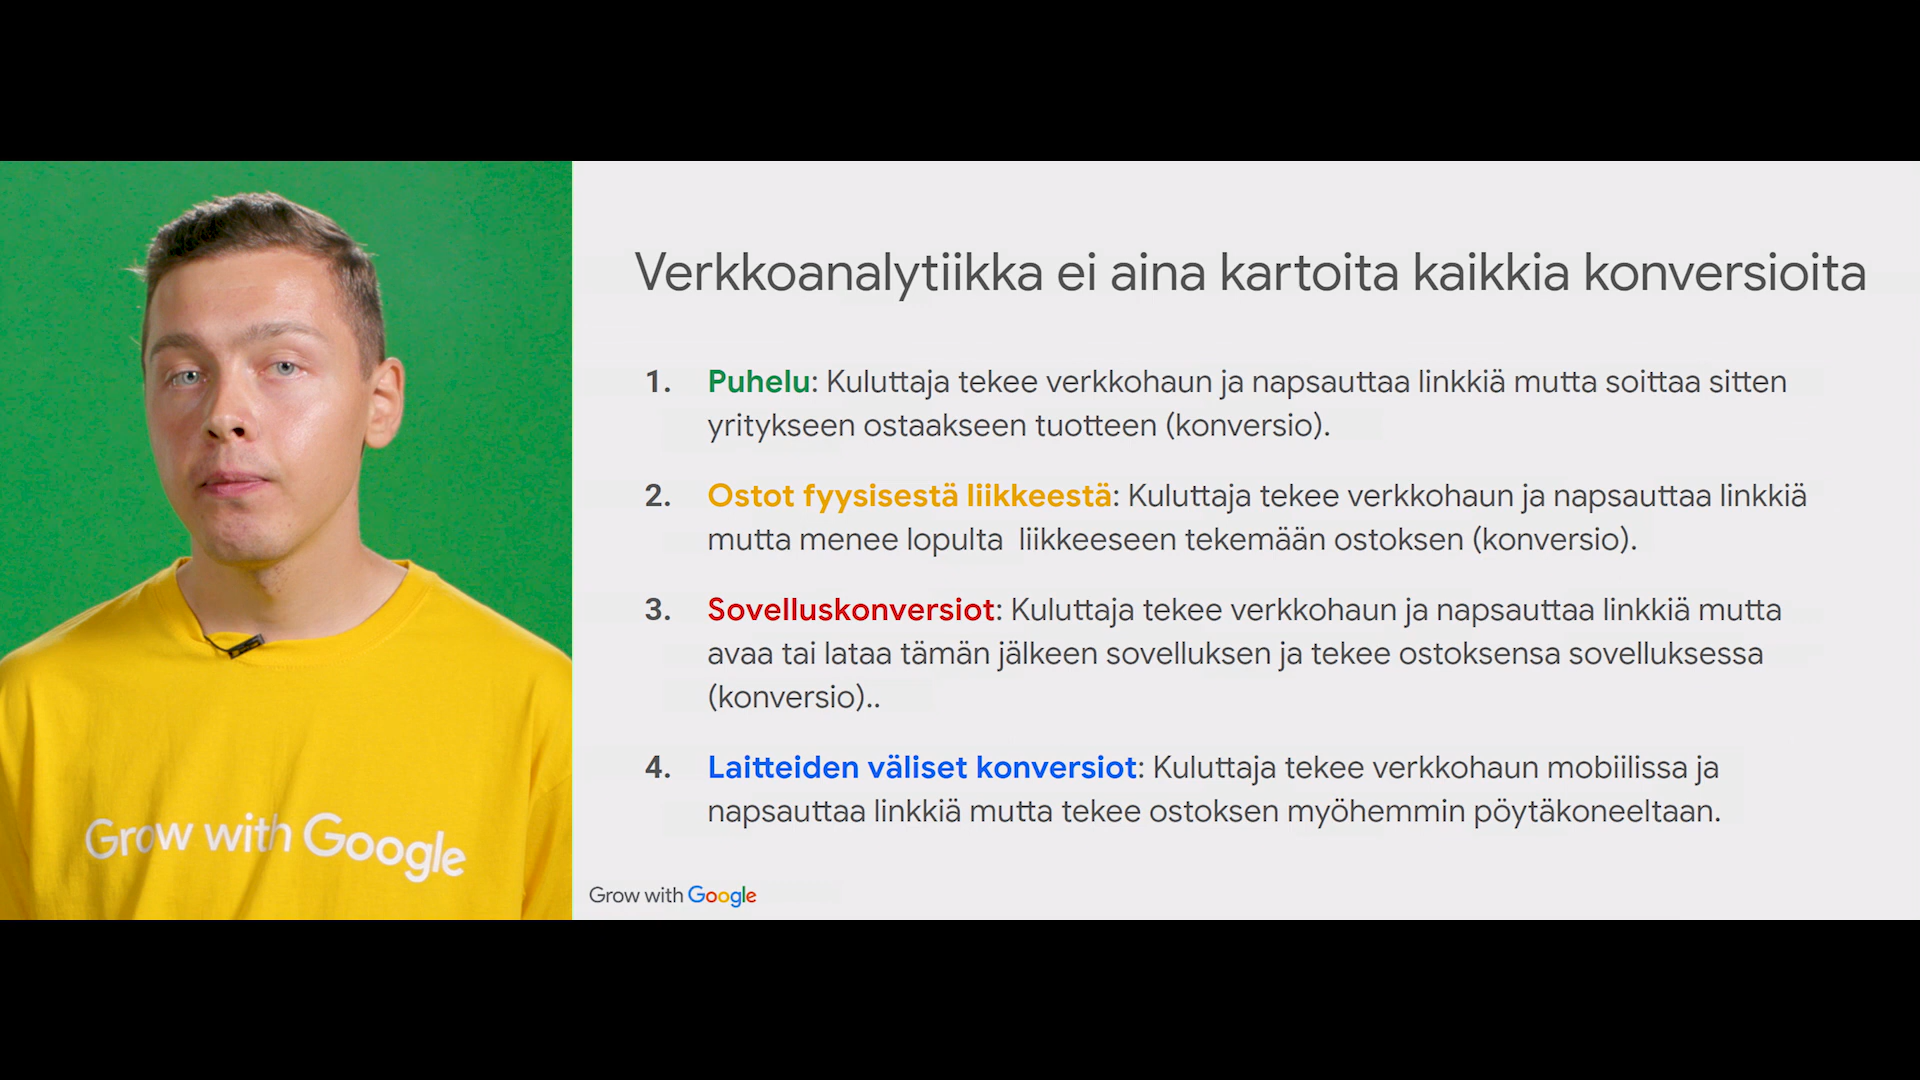 Verkkoanalytiikka ei aina kartoita kaikkia konversioita
1. Puhelu: Kuluttaja tekee verkkohaun ja napsauttaa linkkiä mutta soittaa sitten
yritykseen ostaakseen tuotteen (konversio).
2. Ostot fyysisestä liikkeestä: Kuluttaja tekee verkkohaun ja napsauttaa linkkiä
mutta menee lopulta liikkeeseen tekemään ostoksen (konversio).
3. Sovelluskonversiot: Kuluttaja tekee verkkohaun ja napsauttaa linkkiä mutta
avaa tai lataa tämän jälkeen sovelluksen ja tekee ostoksensa sovelluksessa
(konversio)..
4. Laitteiden väliset konversiot: Kuluttaja tekee verkkohaun mobiilissa ja
napsauttaa linkkiä mutta tekee ostoksen myöhemmin pöytäkoneeltaan.
Grow with Google
Grow with Google